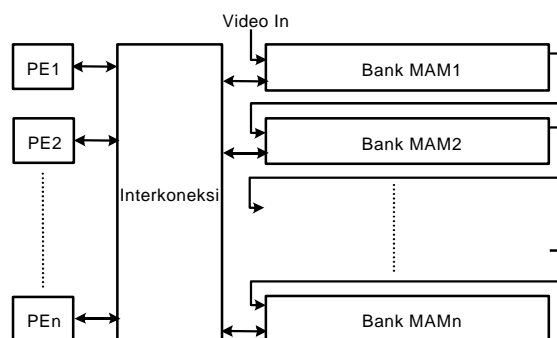 Video In
PE1
Bank MAM1
PE2
Bank MAM2
Interkoneksi
PEn
Bank MAMn